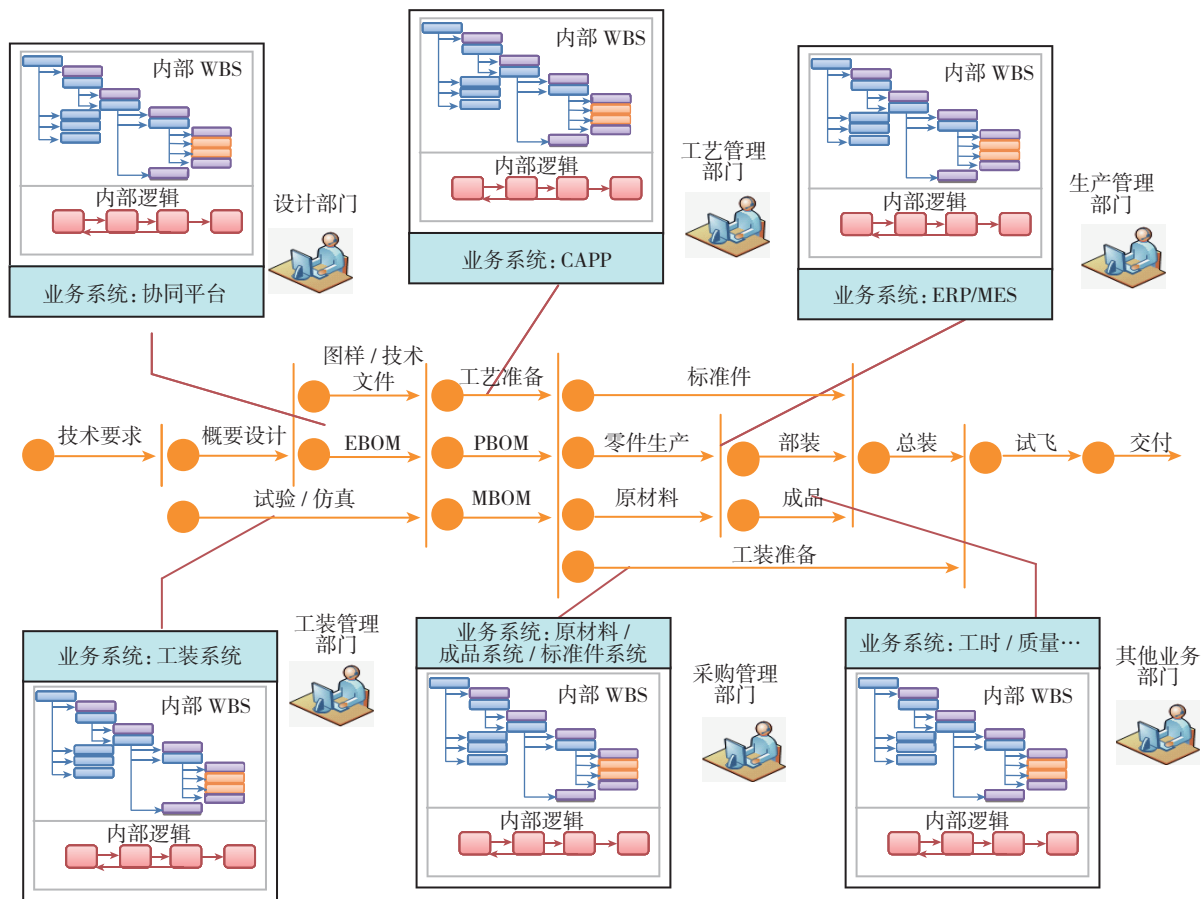 内部 WBS
内部逻辑
业务系统:协同平台
设计部门
内部 WBS
内部逻辑
业务系统:CAPP
工艺管理
部门
内部 WBS
内部逻辑
业务系统:ERP/MES
生产管理
部门
图样 / 技术
文件
工艺准备
标准件
技术要求
概要设计
EBOM
PBOM
零件生产
部装
总装
试飞
交付
试验 / 仿真
MBOM
原材料
成品
工装准备
业务系统:工装系统
内部 WBS
内部逻辑
工装管理
部门
业务系统:原材料 /
成品系统 / 标准件系统
内部 WBS
内部逻辑
采购管理
部门
业务系统:工时 / 质量…
内部 WBS
内部逻辑
其他业务
部门